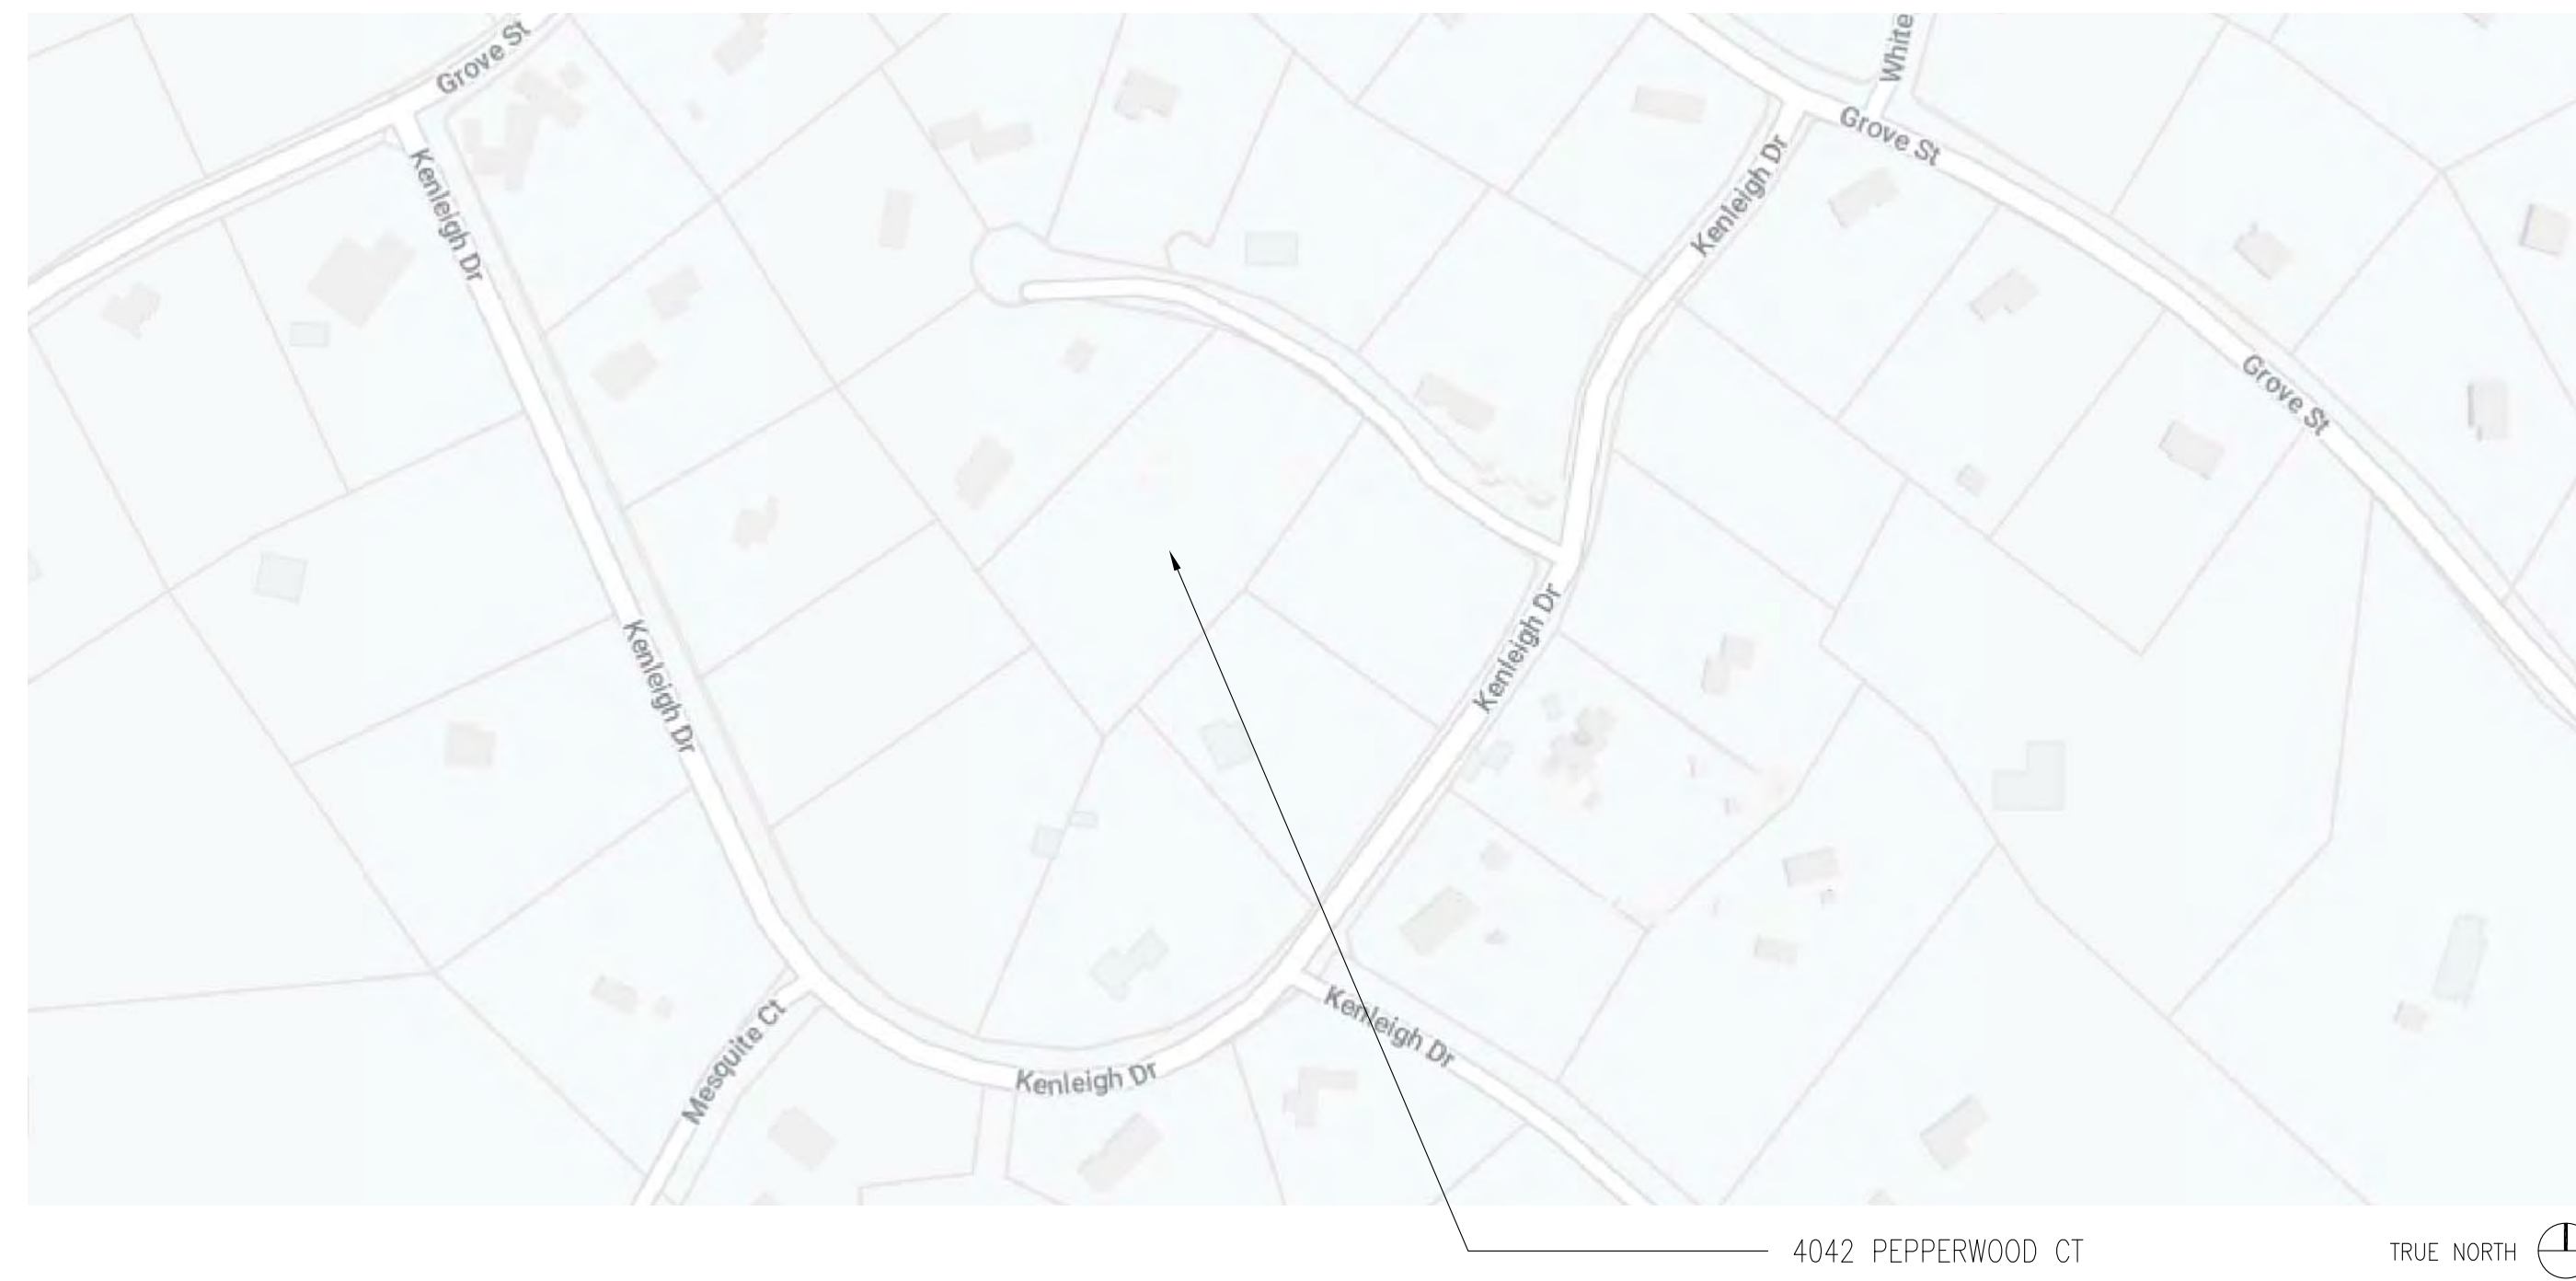 Grove St
White
Grove St
Kenleigh Dr
Kenleigh Dr
Grove St
Kenleigh Dr
Kenleigh Dr
Mesquite Ct
Kenleigh Dr
Kenleigh Dr
4042 PEPPERWOOD CT
TRUE NORTH